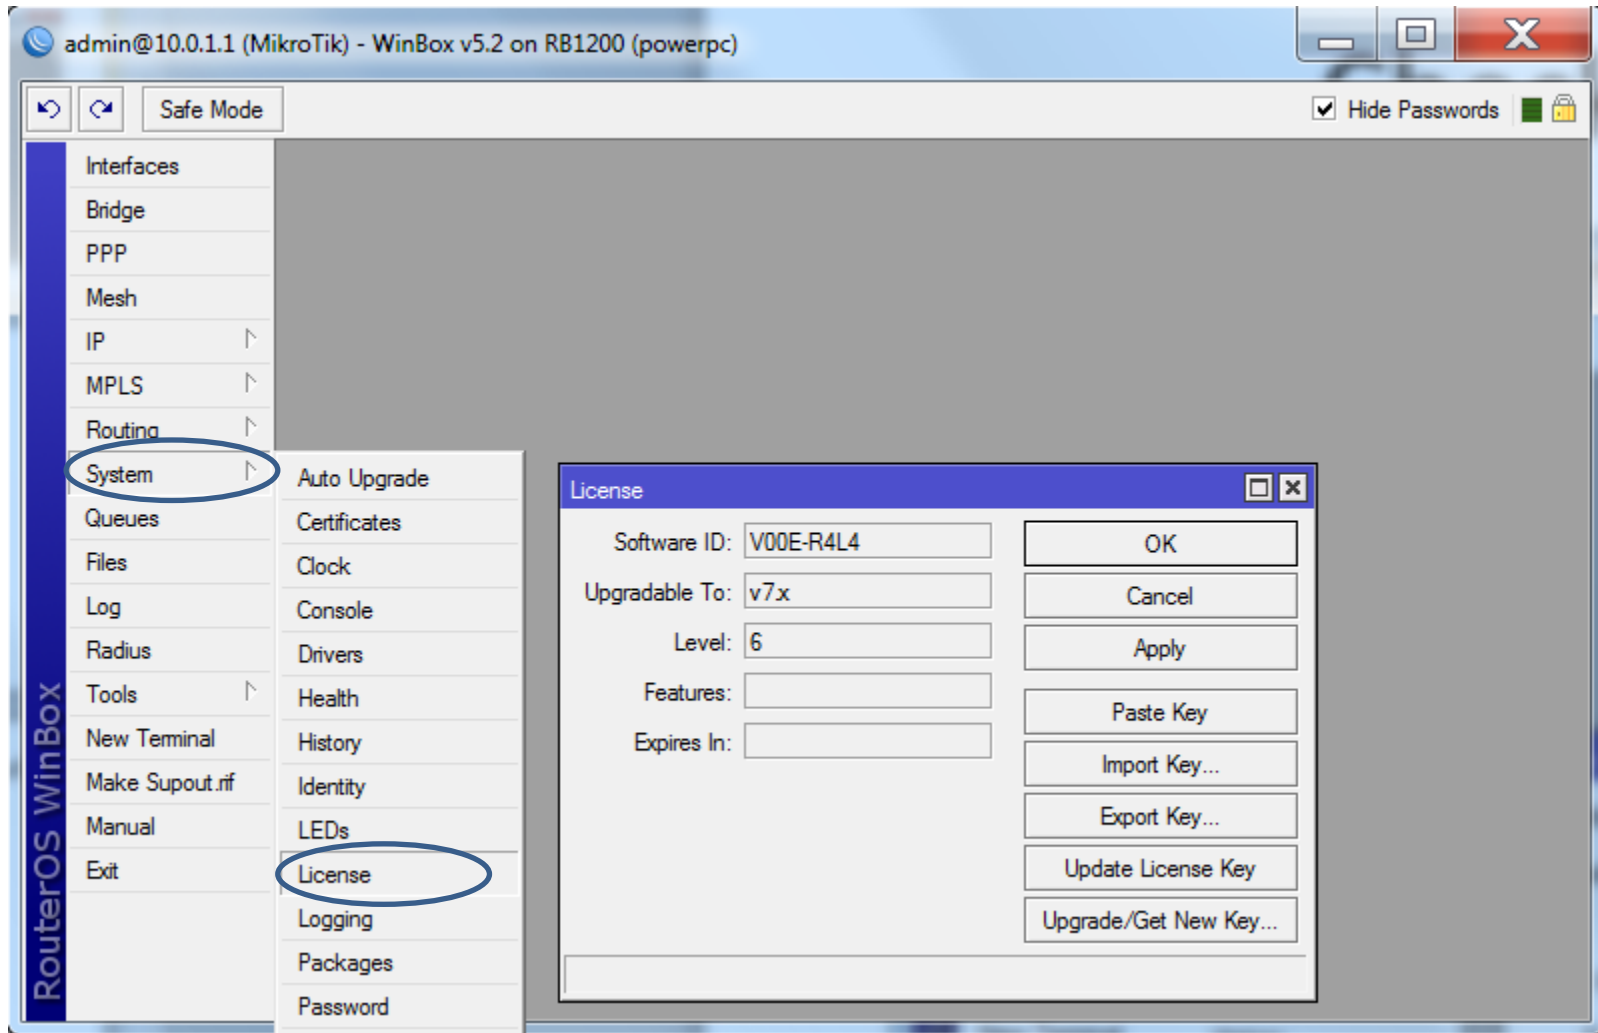 admin@10.0.1.1 (MikroTik) - WinBox v5.2 on RB1200 (powerpc)
Safe Mode
Hide Passwords
Interfaces
Bridge
PPP
Mesh
IP
MPLS
Routing
System
Queues
Files
Log
Radius
Tools
New Terminal
Make Supout.rif
Manual
Exit
RouterOS WinBox
Auto Upgrade
Certificates
Clock
Console
Drivers
Health
History
Identity
LEDs
License
Logging
Packages
Password
License
Software ID: V00E-R4L4
Upgradable To: v7.x
Level: 6
Features:
Expires In:
OK
Cancel
Apply
Paste Key
Import Key...
Export Key...
Update License Key
Upgrade/Get New Key...